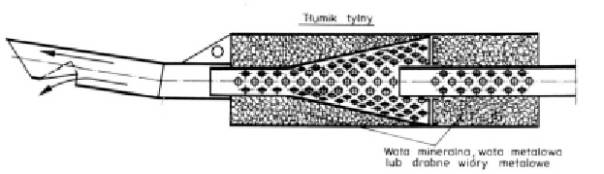 Tłumik tylny
Wata mineralna, wata metalowa
lub drobne wióry metalowe